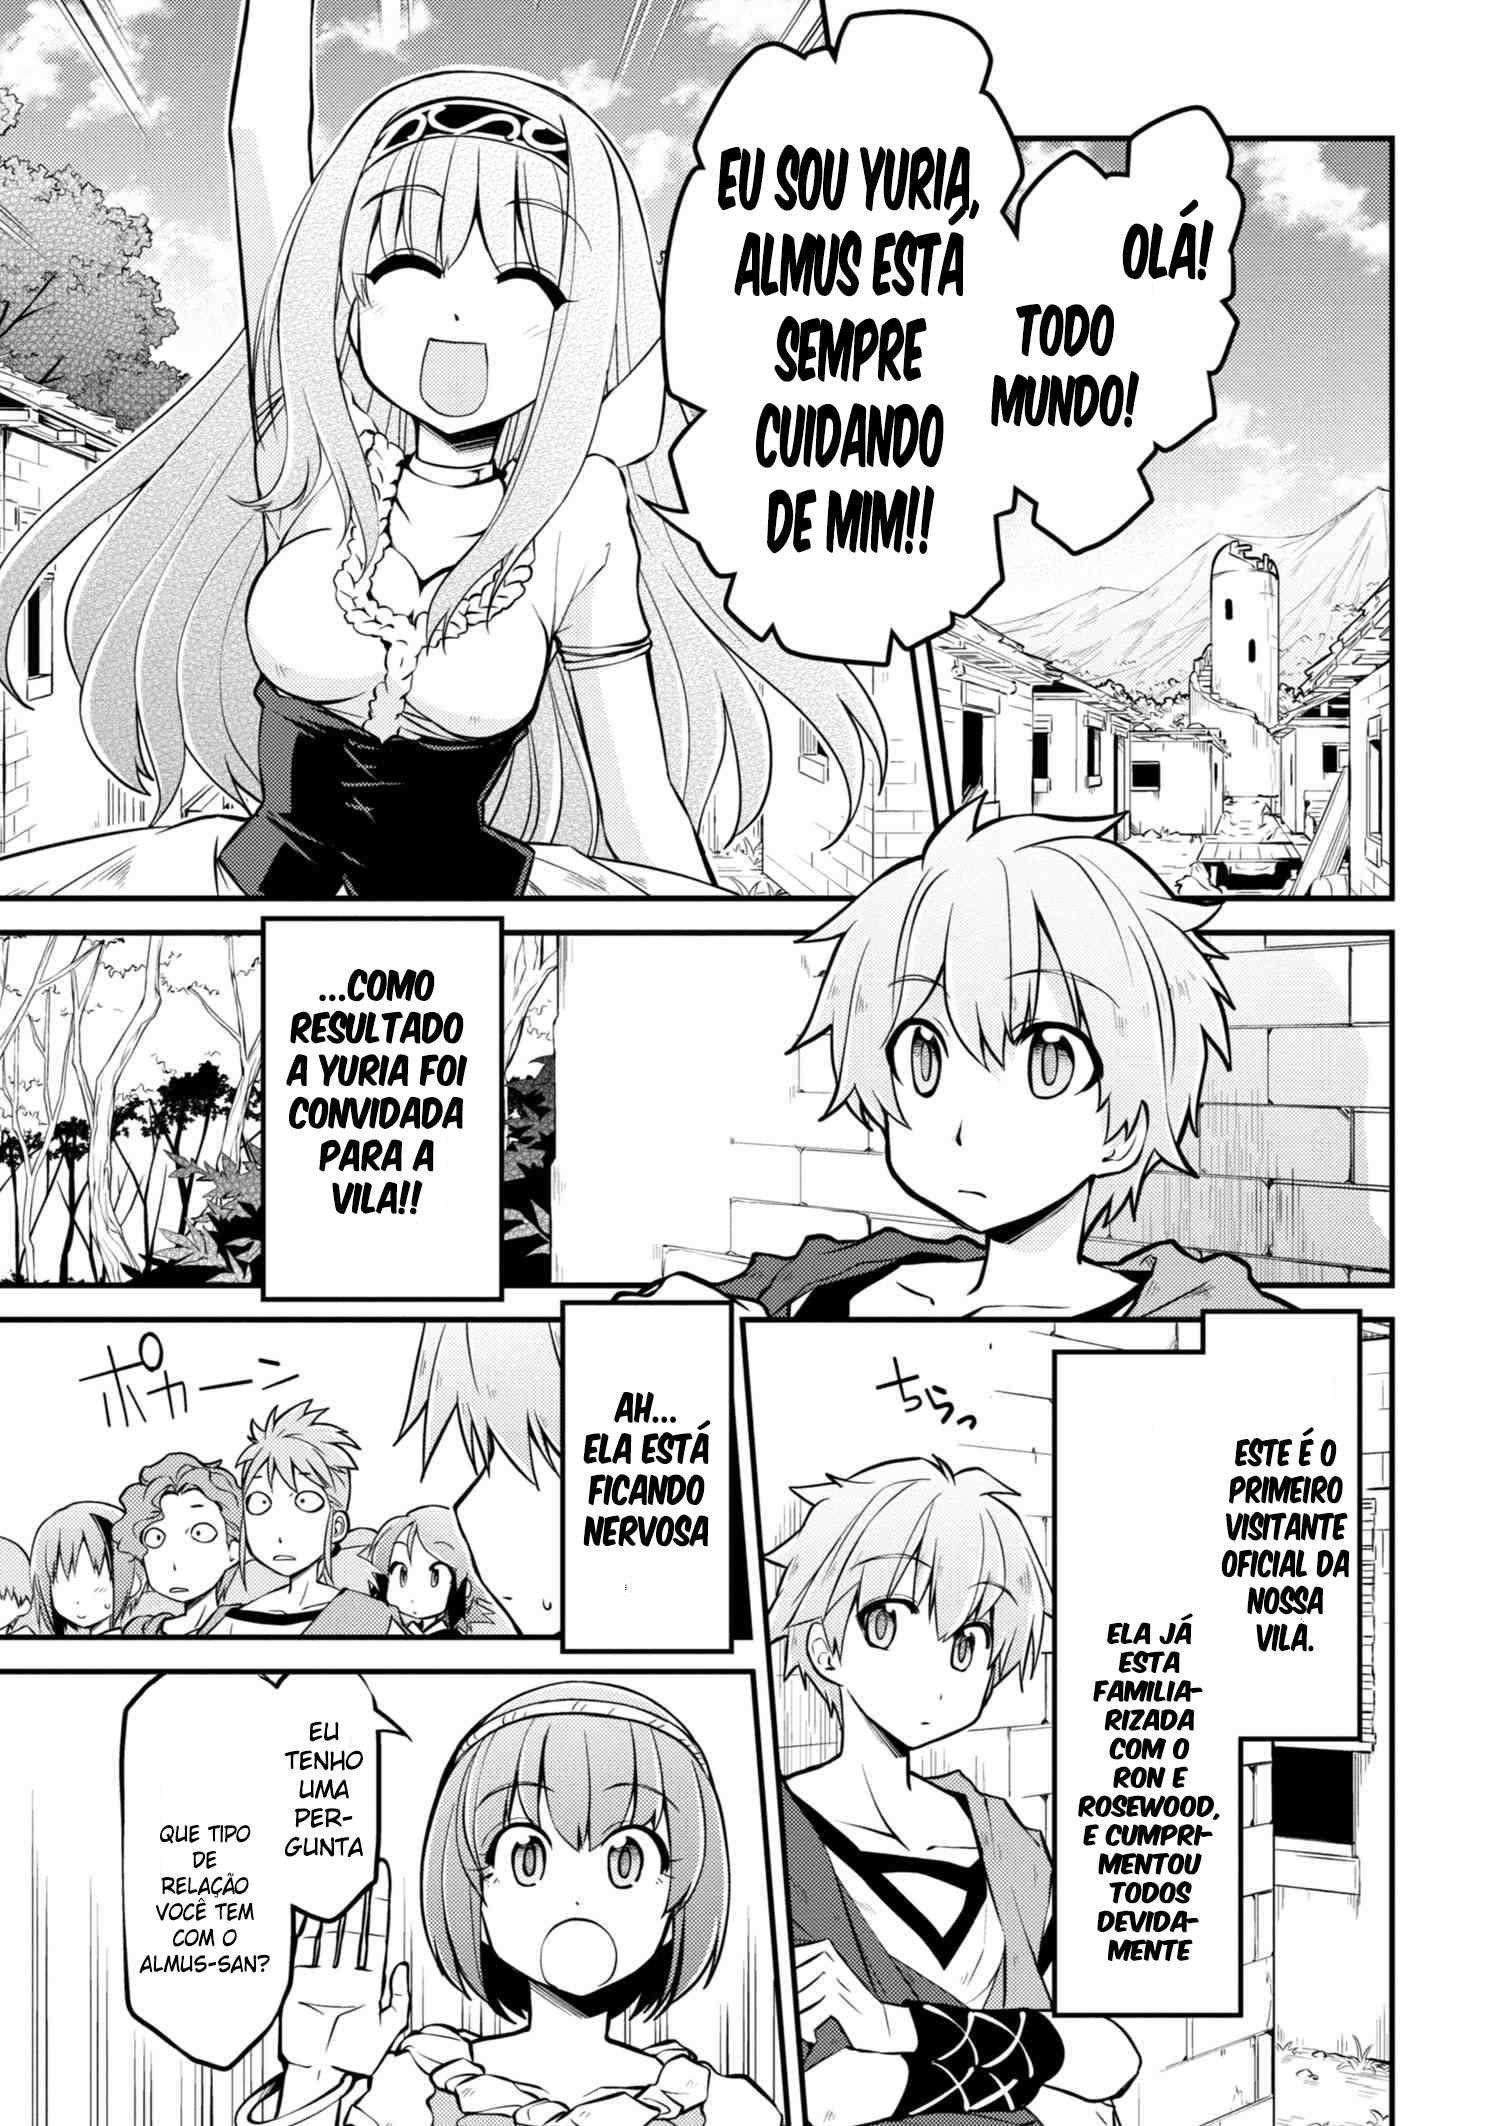 OLÁ!
TODO
MUNDO!
EU SOU YURIA,
ALMUS ESTÁ
SEMPRE
CUIDANDO
DE MIM!!
...COMO
RESULTADO
A YURIA FOI
CONVIDADA
PARA A
VILA!!
ESTE É O
PRIMEIRO
VISITANTE
OFICIAL DA
NOSSA
VILA.
ELA JÁ
ESTA
FAMILIA-
RIZADA
COM O
RON E
ROSEWOOD,
E CUMPRI-
MENTOU
TODOS
DEVIDA-
MENTE
ちらっ
AH...
ELA ESTÁ
FICANDO
NERVOSA
ポカーン
EU
TENHO
UMA
PER-
GUNTA
QUE TIPO
DE
RELAÇÃO
VOCÊ TEM
COM O
ALMUS-SAN?